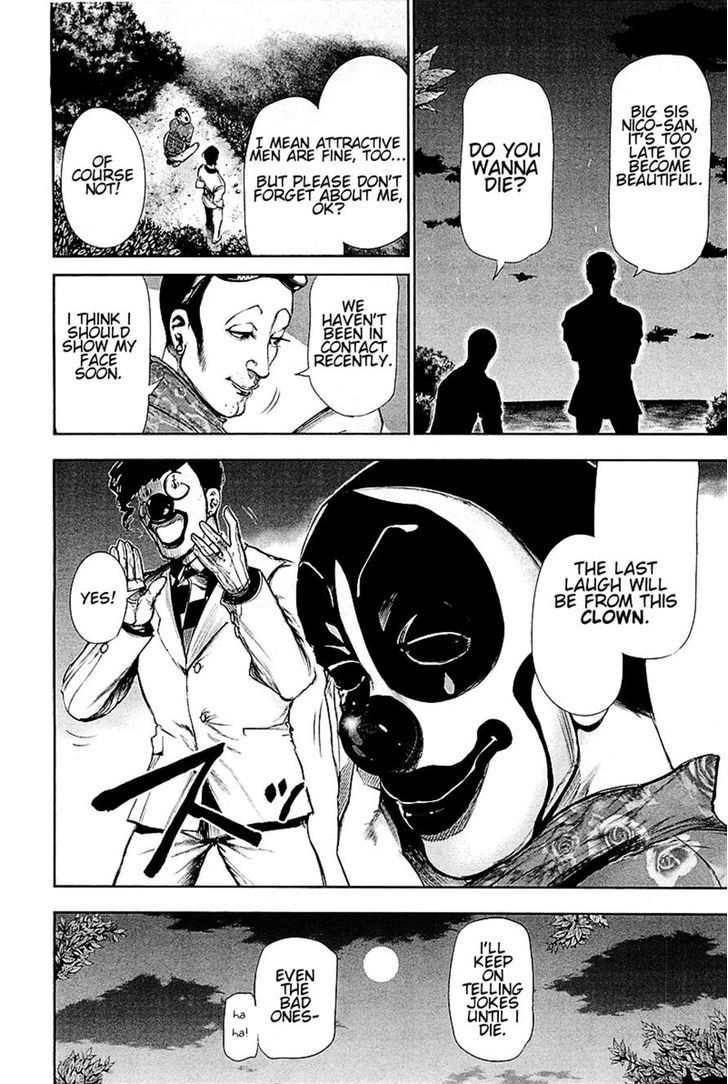 BIG SIS
NICO-SAN,
IT'S TOO
LATE TO
BECOME
BEAUTIFUL.
DO YOU
WANNA
DIE?
I MEAN ATTRACTIVE
MEN ARE FINE, TOO...
BUT PLEASE DON'T
FORGET ABOUT ME,
OK?
OF
COURSE
NOT!
WE
HAVEN'T
BEEN IN
CONTACT
RECENTLY.
I THINK I
SHOULD
SHOW MY
FACE
SOON.
THE LAST
LAUGH WILL
BE FROM THIS
CLOWN.
YES!
スッ
I'LL
KEEP
ON
TELLING
JOKES
UNTIL I
DIE.
EVEN
THE
BAD
ONES-
ha
ha!